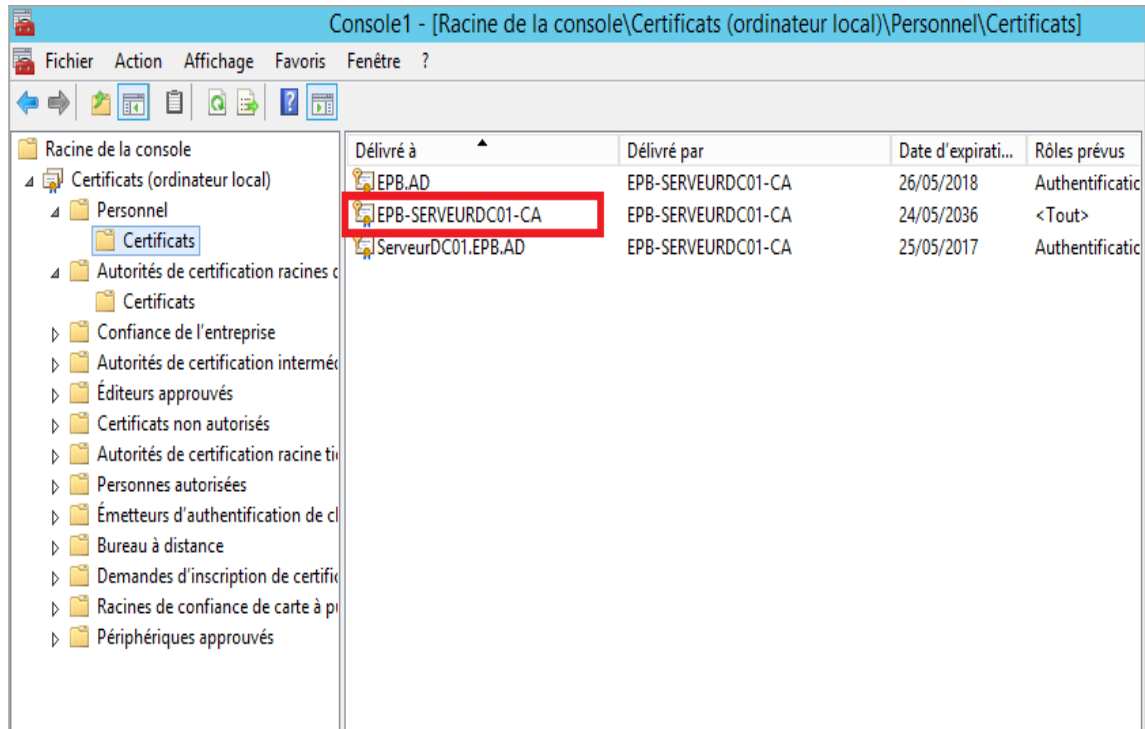 Console1 - [Racine de la console\Certificats (ordinateur local)\Personnel\Certificats]
Fichier Action Affichage Favoris Fenêtre ?
Racine de la console
Certificats (ordinateur local)
Personnel
Certificats
Autorités de certification racines d
Certificats
Confiance de l'entreprise
Autorités de certification interméd
Éditeurs approuvés
Certificats non autorisés
Autorités de certification racine ti
Personnes autorisées
Émetteurs d'authentification de cl
Bureau à distance
Demandes d'inscription de certific
Racines de confiance de carte à p
Périphériques approuvés
Délivré à Délivré par Date d'expirati... Rôles prévus
EPB.AD EPB-SERVEURDC01-CA 26/05/2018 Authentificatio
EPB-SERVEURDC01-CA EPB-SERVEURDC01-CA 24/05/2036 <Tout>
ServeurDC01.EPB.AD EPB-SERVEURDC01-CA 25/05/2017 Authentificatio